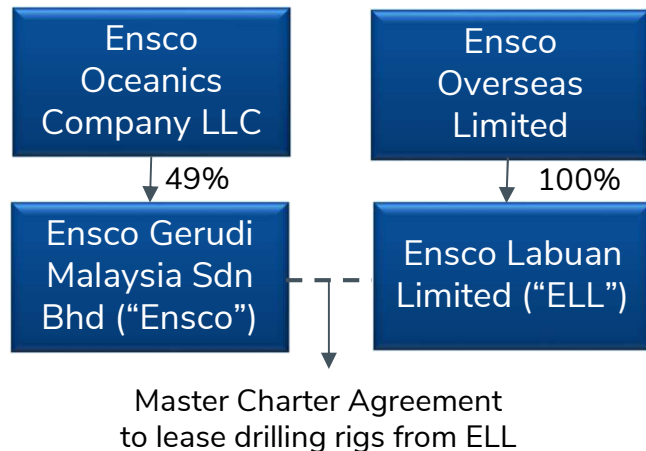 Ensco
Oceanics
Company LLC
Ensco
Overseas
Limited
49%
100%
Ensco Gerudi
Malaysia Sdn
Bhd (“Ensco”)
Ensco Labuan
Limited (“ELL”)
Master Charter Agreement
to lease drilling rigs from ELL